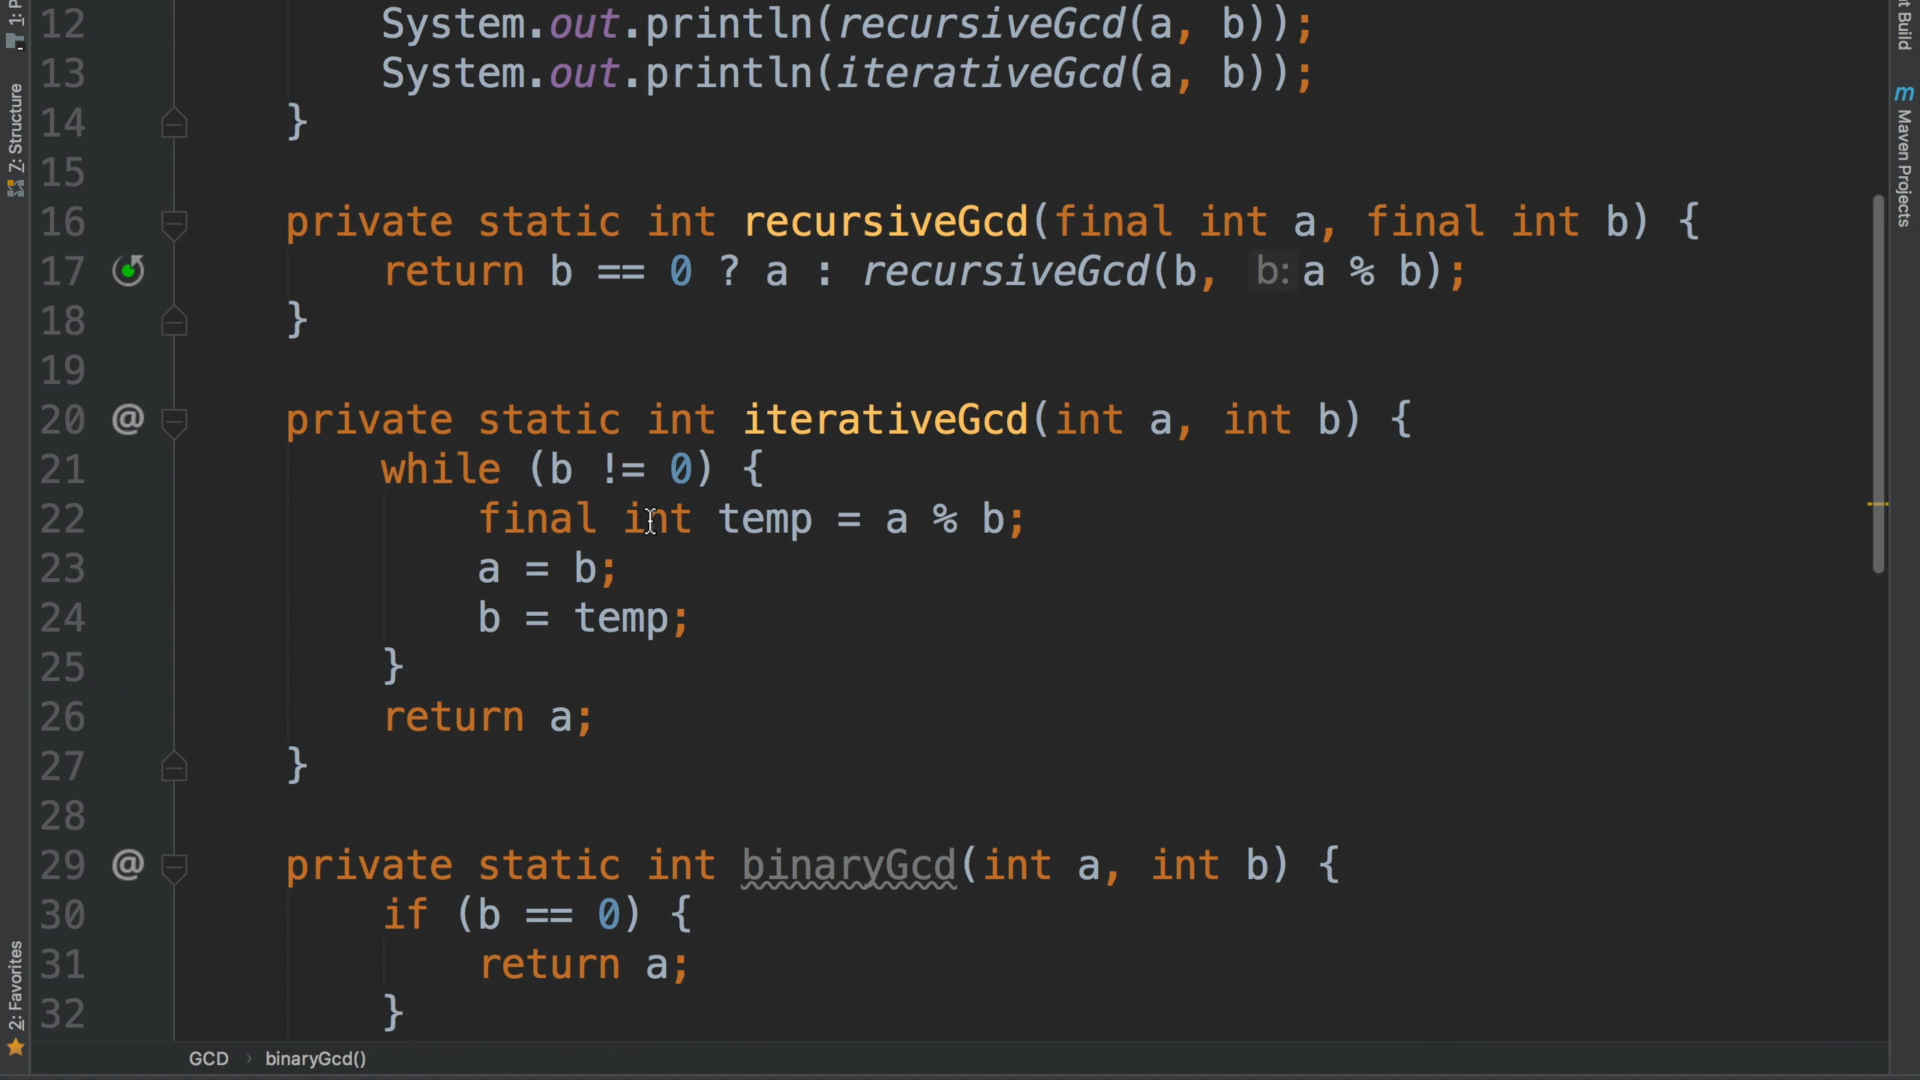 12 System.out.println(recursiveGcd(a, b));
13 System.out.println(iterativeGcd(a, b));
14 }
15
16 private static int recursiveGcd(final int a, final int b) {
17 return b == 0 ? a : recursiveGcd(b, b: a % b);
18 }
19
20 @ private static int iterativeGcd(int a, int b) {
21 while (b != 0) {
22 final int temp = a % b;
23 a = b;
24 b = temp;
25 }
26 return a;
27 }
28
29 @ private static int binaryGcd(int a, int b) {
30 if (b == 0) {
31 return a;
32 }
Z: Structure
2: Favorites
Build
m Maven Projects
GCD › binaryGcd()